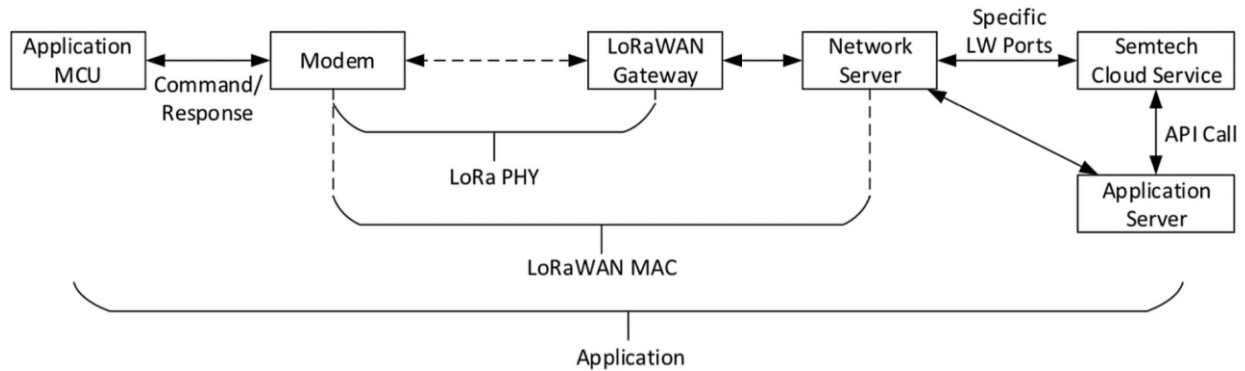 Application
MCU
Command/
Response
Modem
LoRaWAN
Gateway
Network
Server
Specific
LW Ports
Semtech
Cloud Service
API Call
Application
Server
LoRa PHY
LoRaWAN MAC
Application